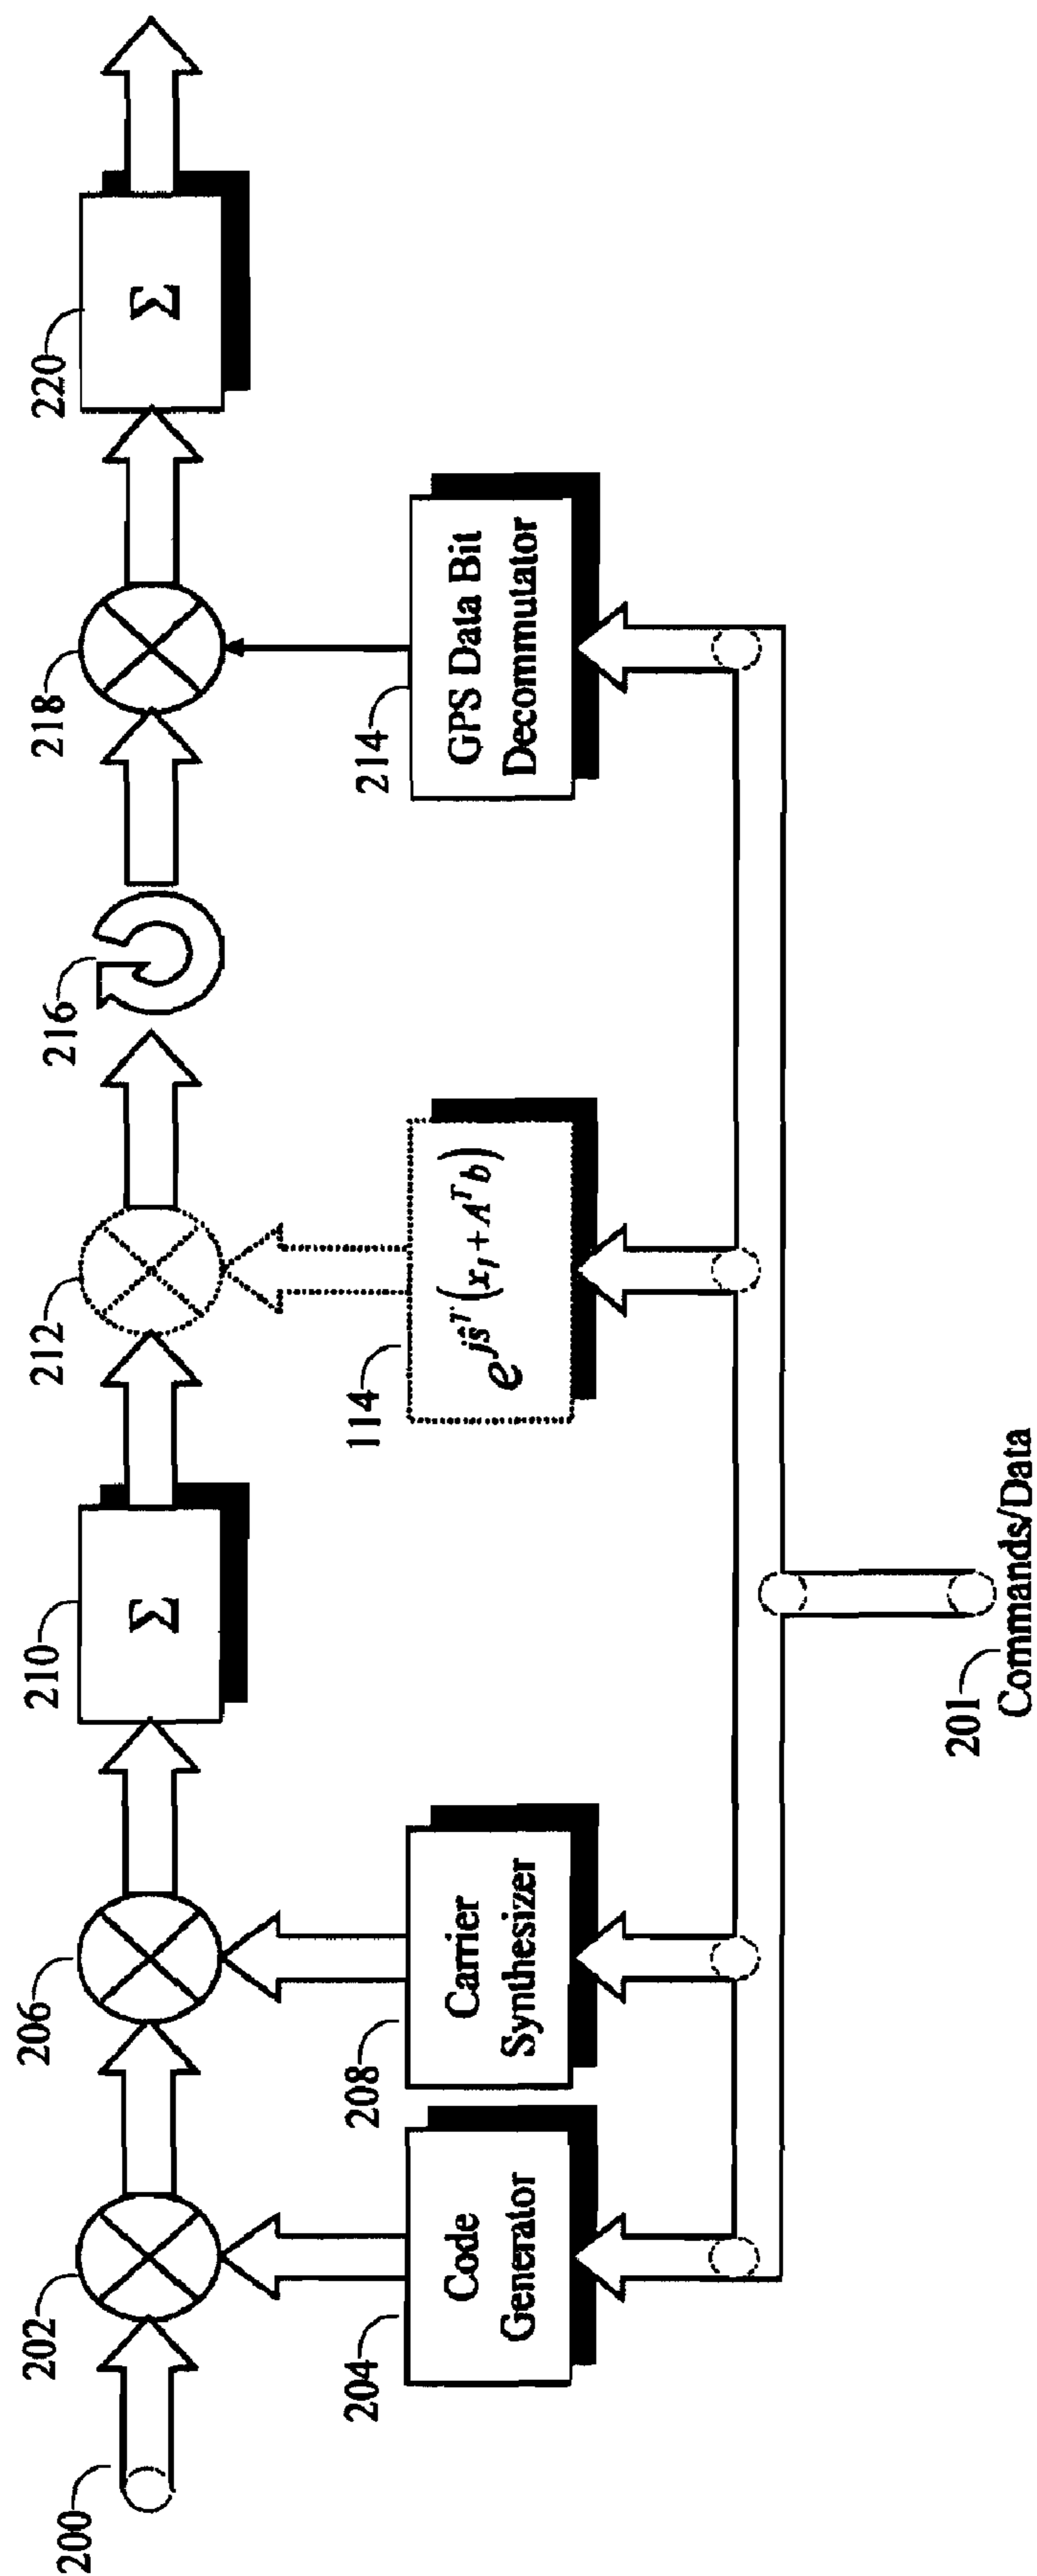 200
202
206
210
212
216
218
220
Σ
Σ
204
Code
Generator
208
Carrier
Synthesizer
114
e^{jŝ^T (x_I + A^T b)}
214
GPS Data Bit
Decommutator
201
Commands/Data